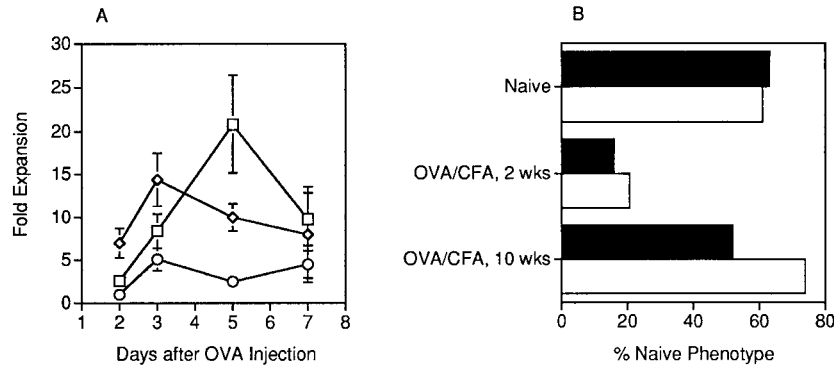 A
B
30
25
20
15
10
5
0
Fold Expansion
1 2 3 4 5 6 7 8
Days after OVA Injection
Naive
OVA/CFA, 2 wks
OVA/CFA, 10 wks
0 20 40 60 80
% Naive Phenotype